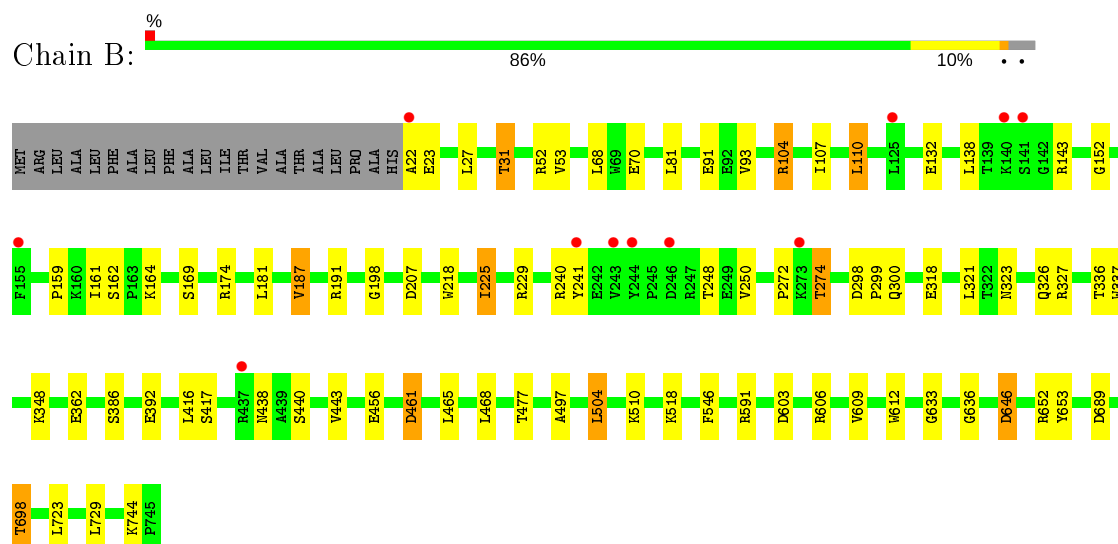 %
Chain B:
86% 10% • •
MET ARG LEU ALA LEU PHE ALA LEU PHE ALA LEU ILE THR VAL ALA THR ALA LEU PRO ALA HIS A22 E23 L27 T31 R52 V53 L68 W69 E70 L81 E91 E92 V93 R104 I107 L110 L125 E132 L138 T139 K140 S141 G142 R143 G152
F155 P159 K160 I161 S162 P163 K164 S169 R174 L181 V187 R191 G198 D207 W218 I225 R229 R240 Y241 E242 V243 Y244 P245 D246 R247 T248 E249 V250 P272 K273 T274 D298 P299 Q300 E318 L321 T322 N323 Q326 R327 T336 W337
K348 E362 S386 E392 L416 S417 R437 N438 A439 S440 V443 E456 D461 L465 L468 T477 A497 L504 K510 K518 F546 R591 D603 R606 V609 W612 G633 G636 D646 R652 Y653 D689
T698 L723 L729 K744 P745